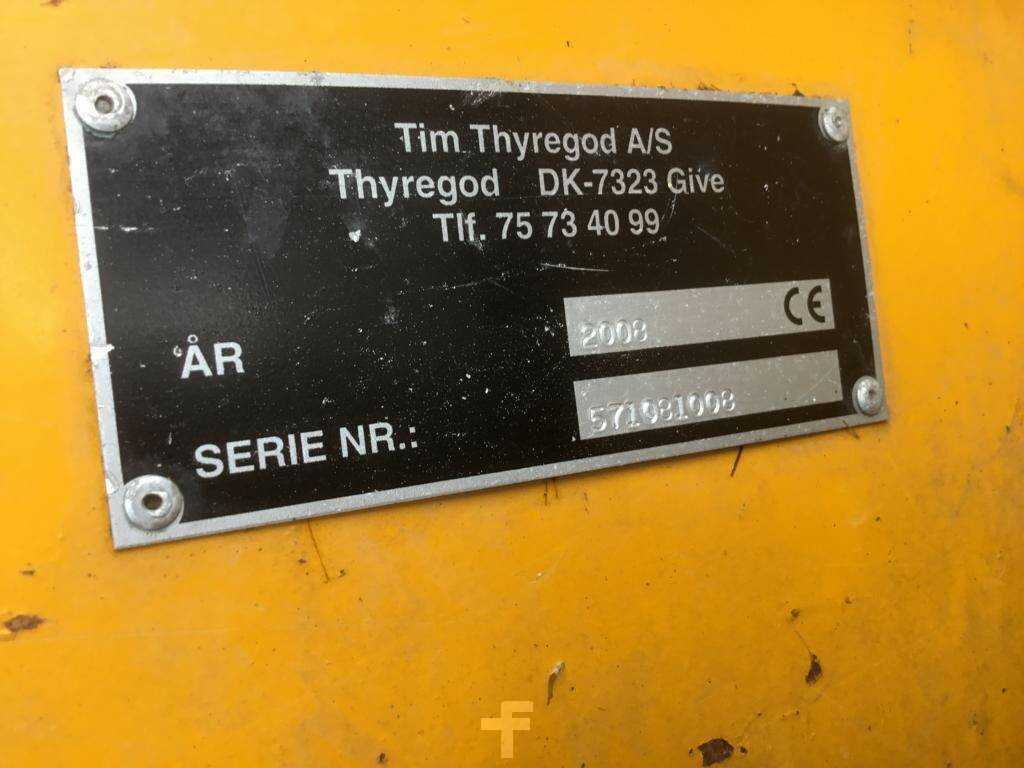 Tim Thyregod A/S
Thyregod DK-7323 Give
Tlf. 75 73 40 99
ÅR 2008 CE
SERIE NR.: 571081008